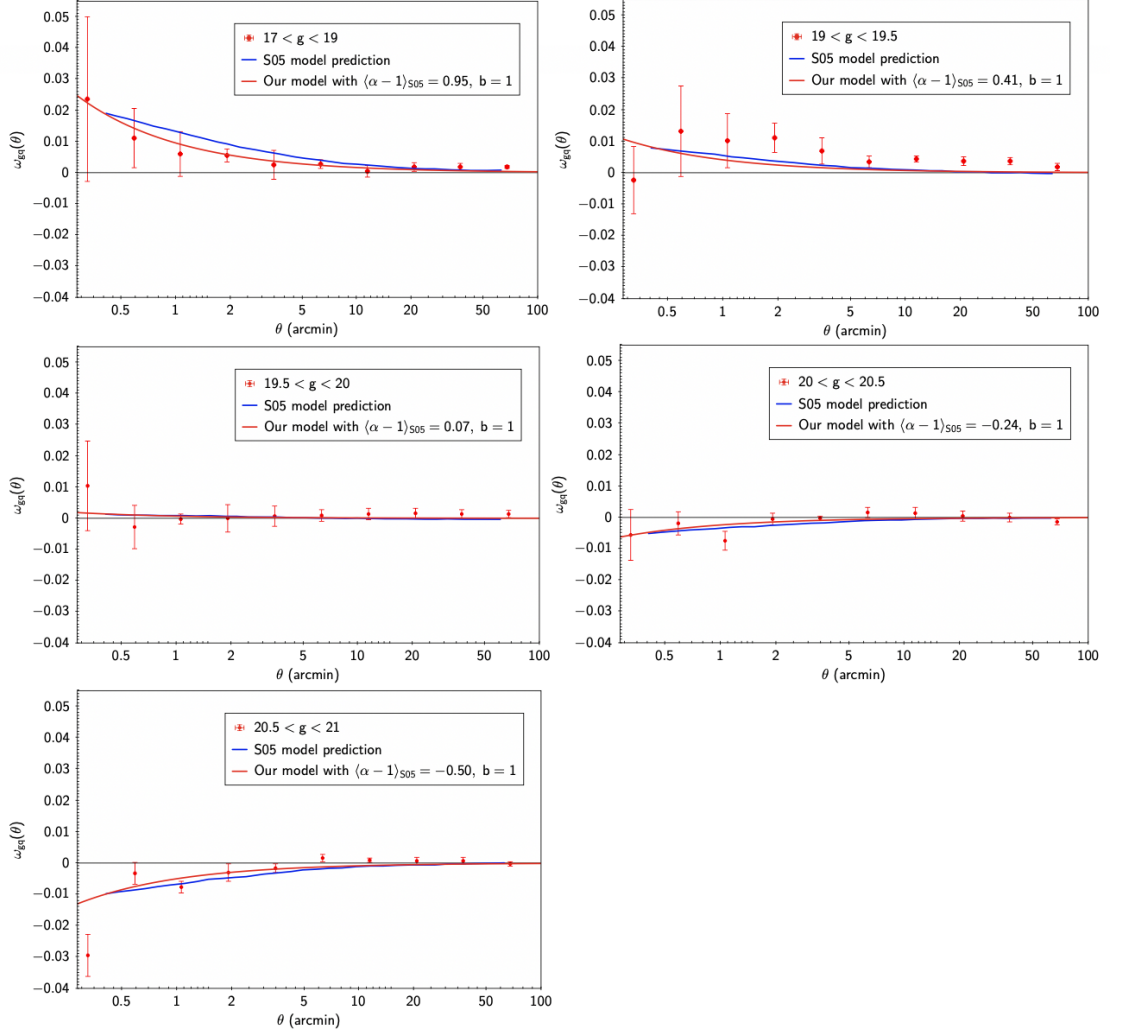 0.05
0.04
0.03
0.02
0.01
0
−0.01
−0.02
−0.03
−0.04
ωgq(θ)
17 < g < 19
S05 model prediction
Our model with ⟨α − 1⟩S05 = 0.95, b = 1
0.5 1 2 5 10 20 50 100
θ (arcmin)
0.05
0.04
0.03
0.02
0.01
0
−0.01
−0.02
−0.03
−0.04
ωgq(θ)
19 < g < 19.5
S05 model prediction
Our model with ⟨α − 1⟩S05 = 0.41, b = 1
0.5 1 2 5 10 20 50 100
θ (arcmin)
0.05
0.04
0.03
0.02
0.01
0
−0.01
−0.02
−0.03
−0.04
ωgq(θ)
19.5 < g < 20
S05 model prediction
Our model with ⟨α − 1⟩S05 = 0.07, b = 1
0.5 1 2 5 10 20 50 100
θ (arcmin)
0.05
0.04
0.03
0.02
0.01
0
−0.01
−0.02
−0.03
−0.04
ωgq(θ)
20 < g < 20.5
S05 model prediction
Our model with ⟨α − 1⟩S05 = −0.24, b = 1
0.5 1 2 5 10 20 50 100
θ (arcmin)
0.05
0.04
0.03
0.02
0.01
0
−0.01
−0.02
−0.03
−0.04
ωgq(θ)
20.5 < g < 21
S05 model prediction
Our model with ⟨α − 1⟩S05 = −0.50, b = 1
0.5 1 2 5 10 20 50 100
θ (arcmin)